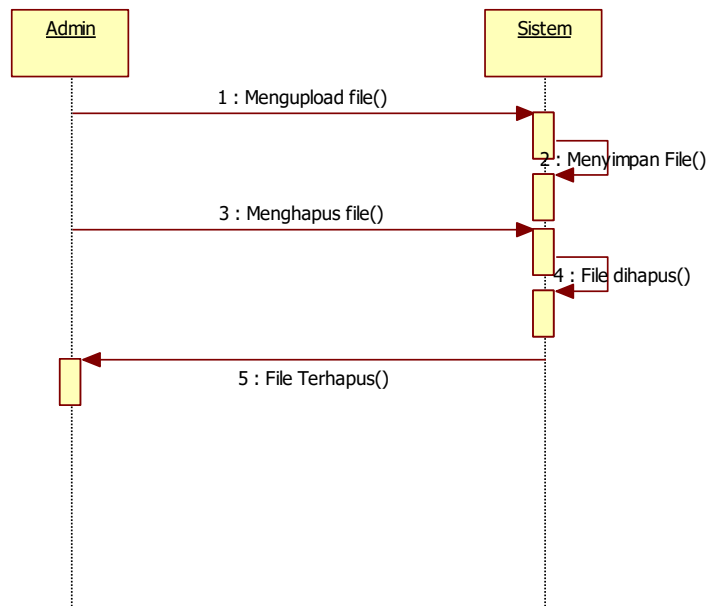 Admin
Sistem
1 : Mengupload file()
2 : Menyimpan File()
3 : Menghapus file()
4 : File dihapus()
5 : File Terhapus()